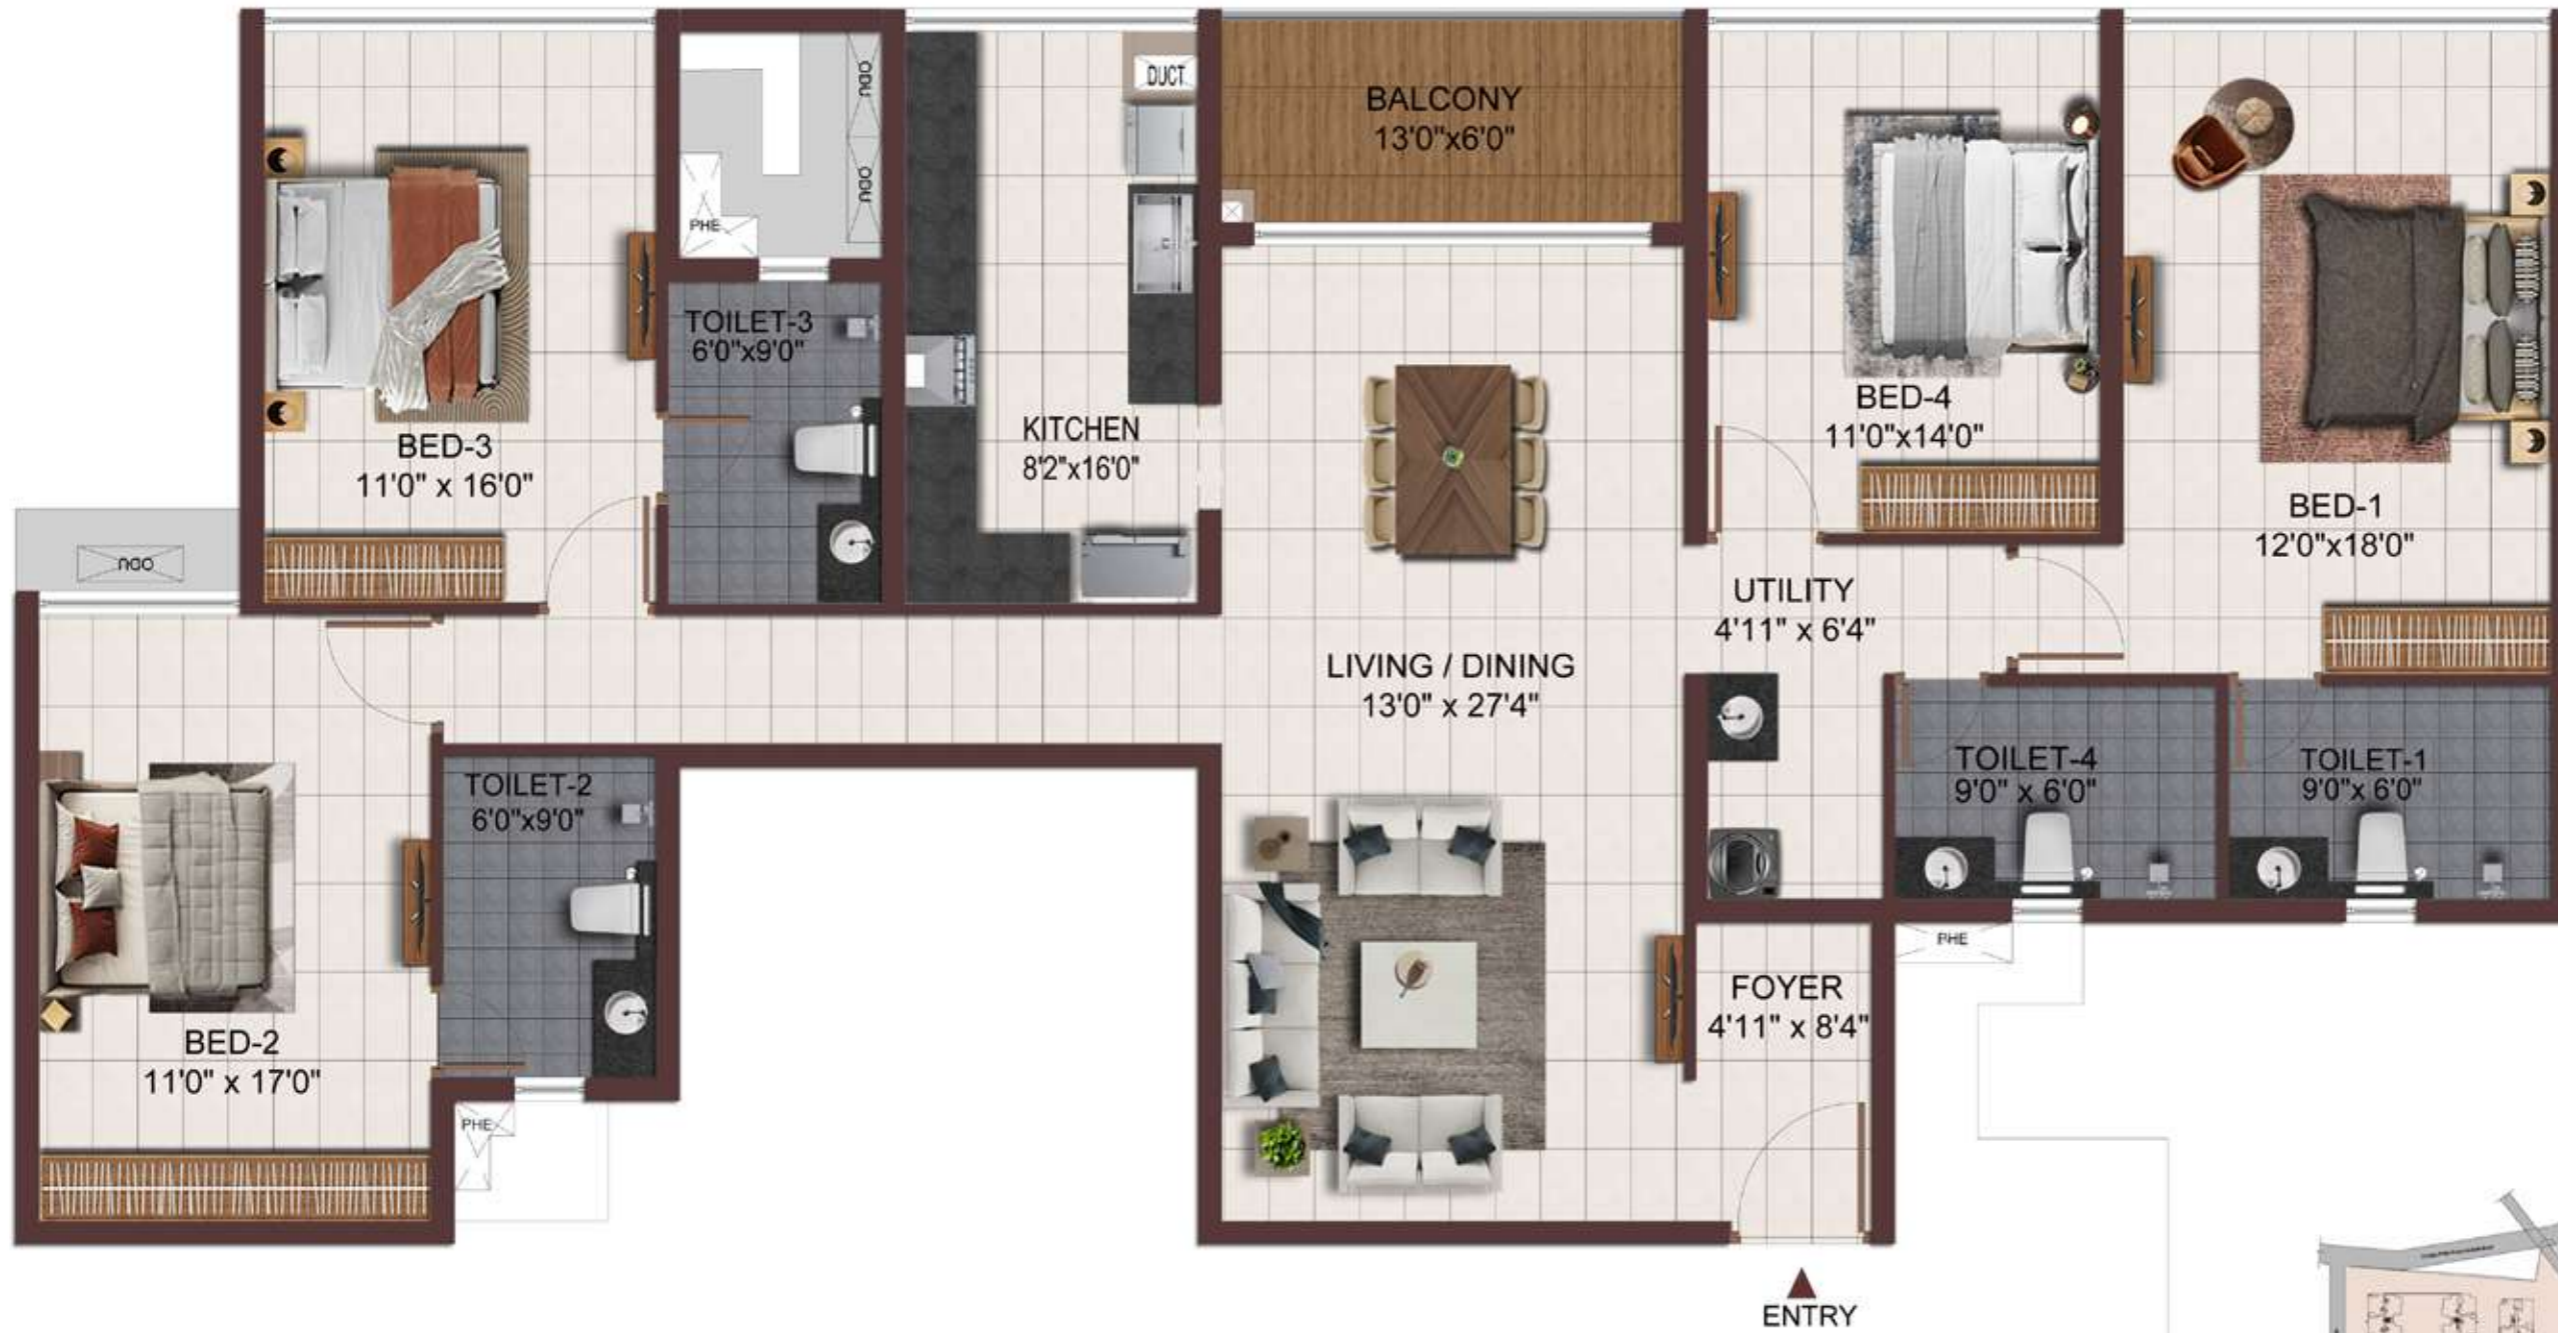 ODU
ODU
PHE
DUCT
BALCONY
13'0"x6'0"
TOILET-3
6'0"x9'0"
KITCHEN
8'2"x16'0"
BED-3
11'0" x 16'0"
BED-4
11'0"x14'0"
BED-1
12'0"x18'0"
ODU
UTILITY
4'11" x 6'4"
LIVING / DINING
13'0" x 27'4"
TOILET-2
6'0"x9'0"
TOILET-4
9'0" x 6'0"
TOILET-1
9'0"x 6'0"
PHE
FOYER
4'11" x 8'4"
BED-2
11'0" x 17'0"
PHE
ENTRY